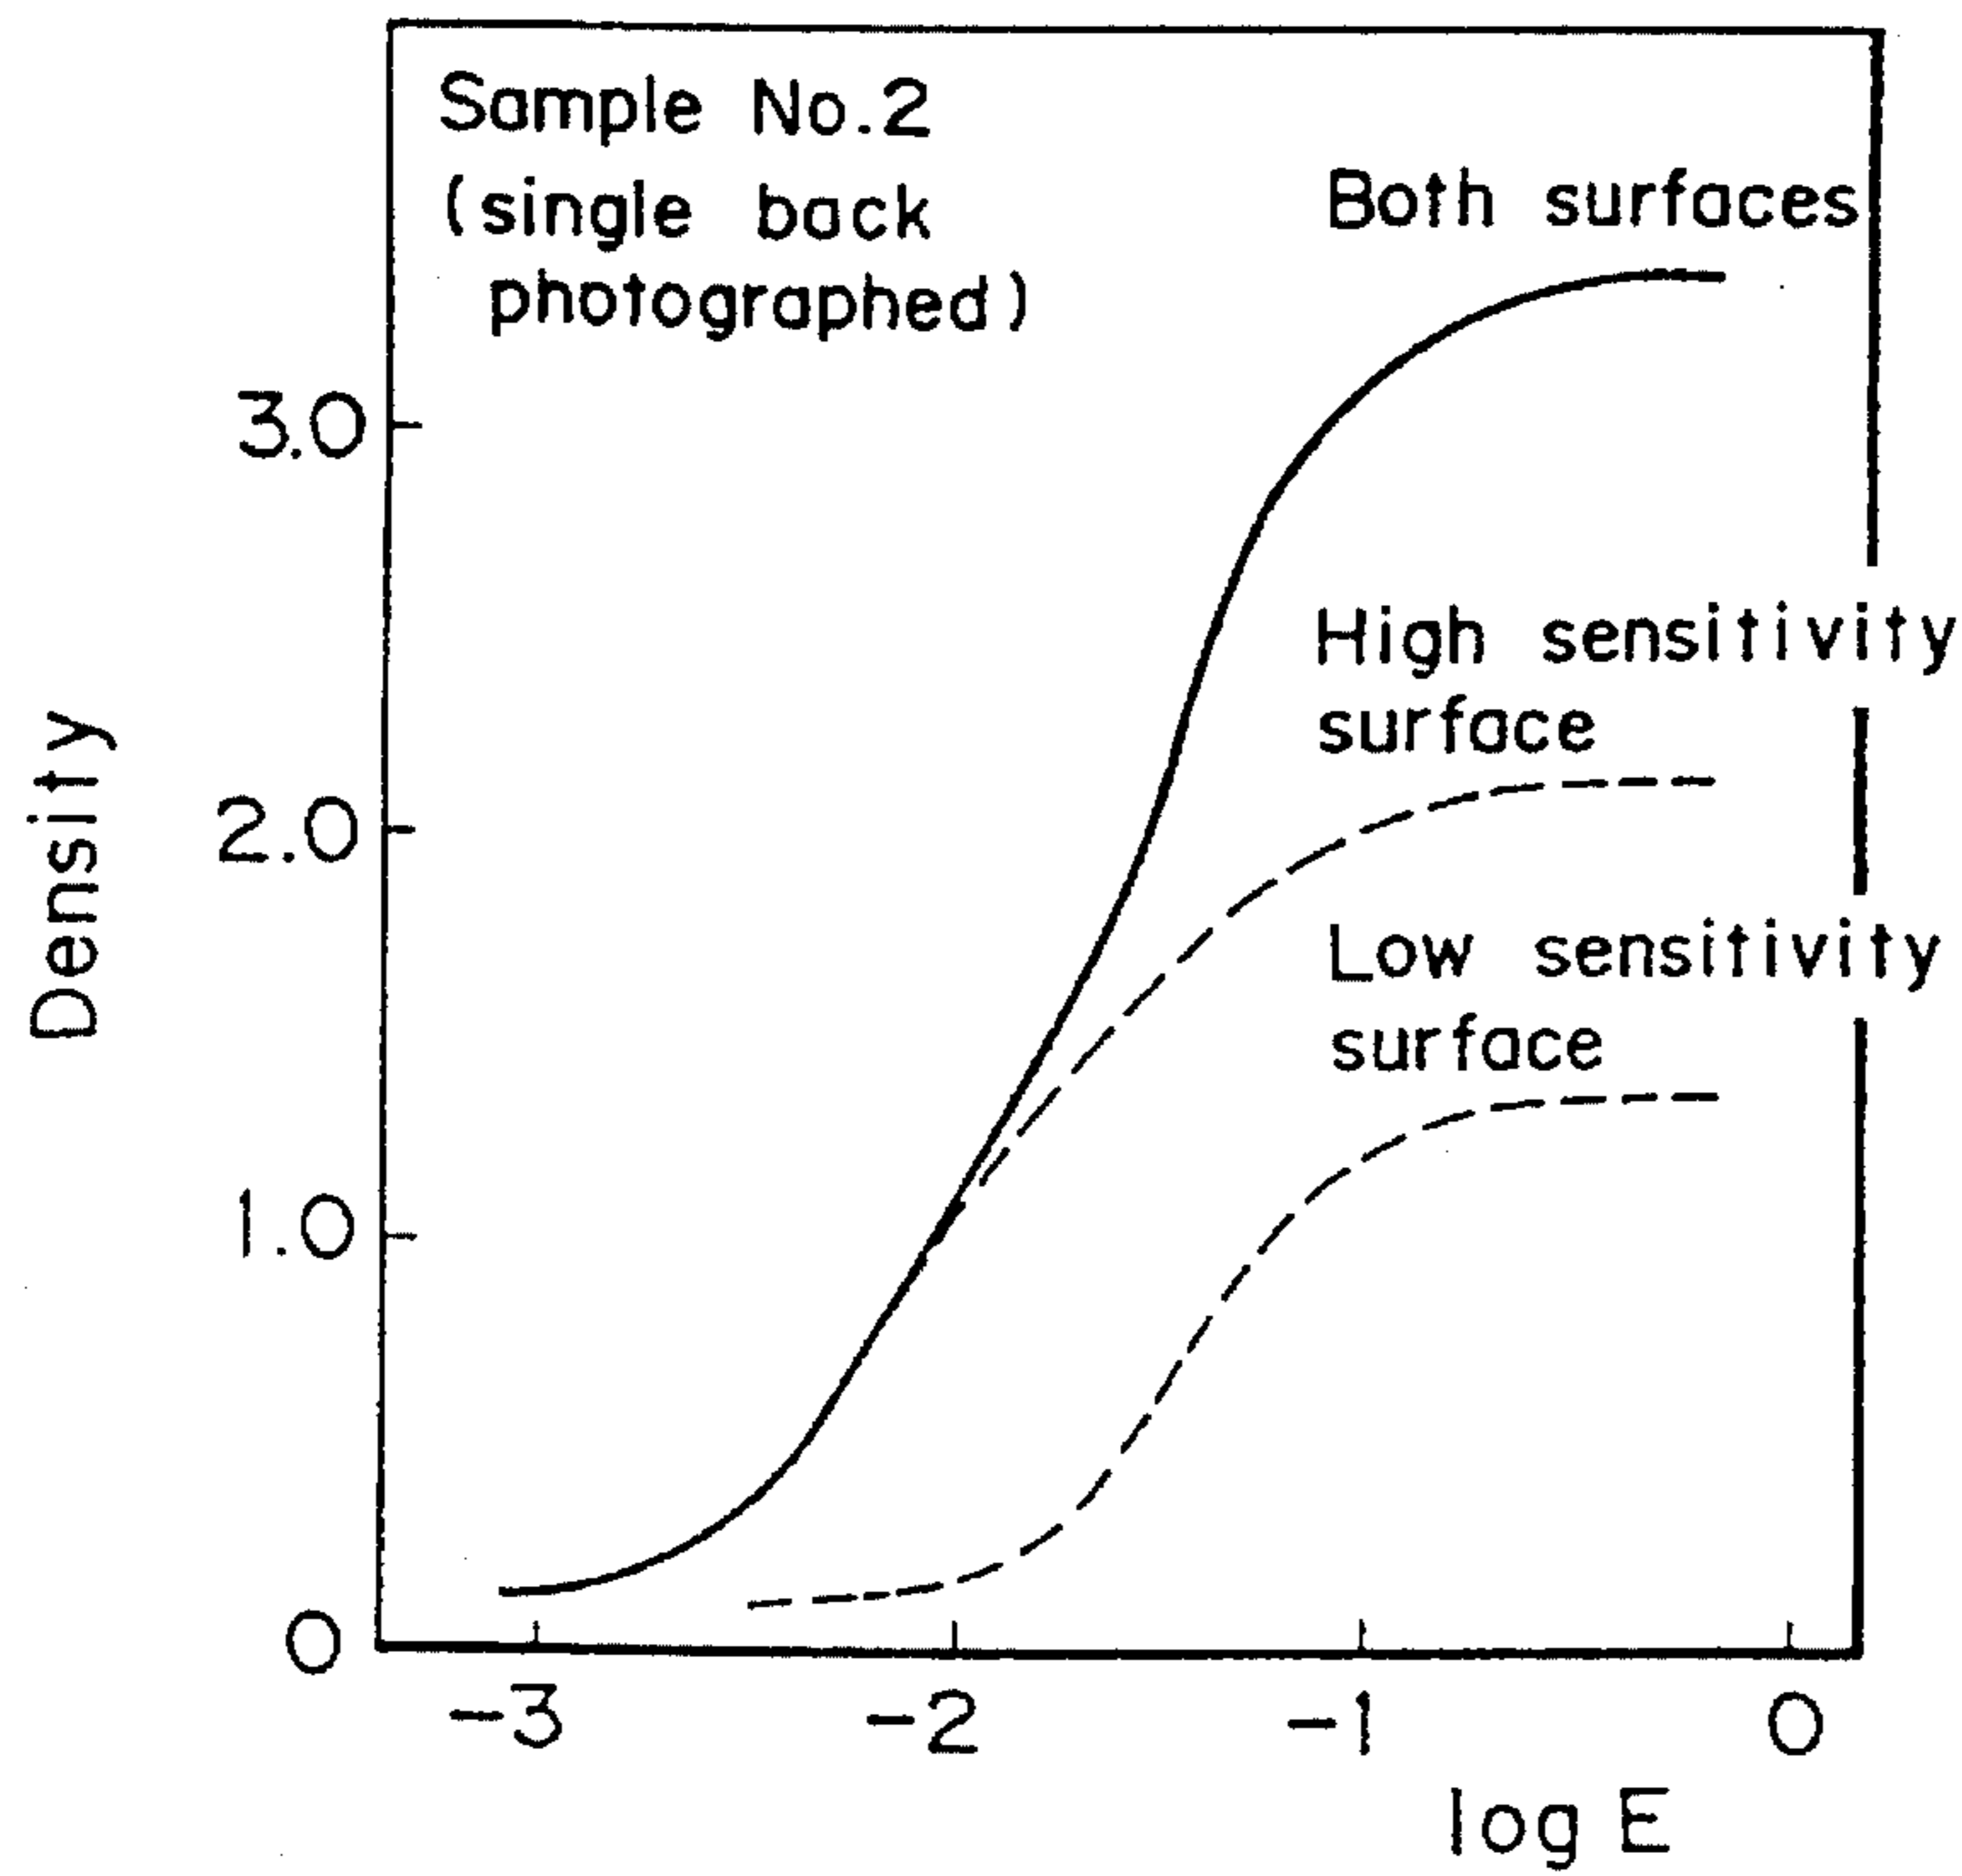 Sample No.2
(single back
photographed)
Both surfaces
High sensitivity
surface
Low sensitivity
surface
Density
3.0
2.0
1.0
0
-3
-2
-1
0
log E